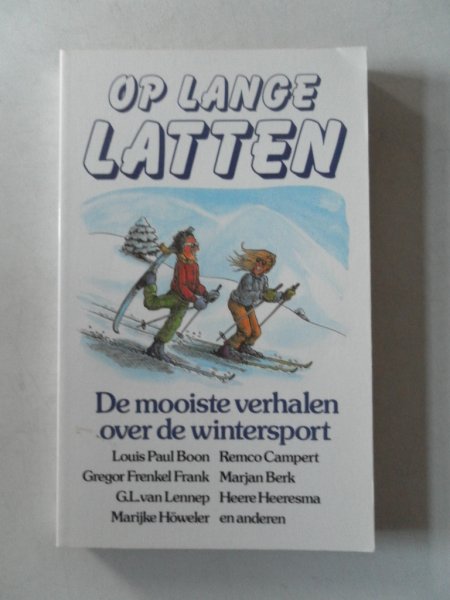 OP LANGE
LATTEN
De mooiste verhalen
over de wintersport
Louis Paul Boon Remco Campert
Gregor Frenkel Frank Marjan Berk
G.L. van Lennep Heere Heeresma
Marijke Höweler en anderen